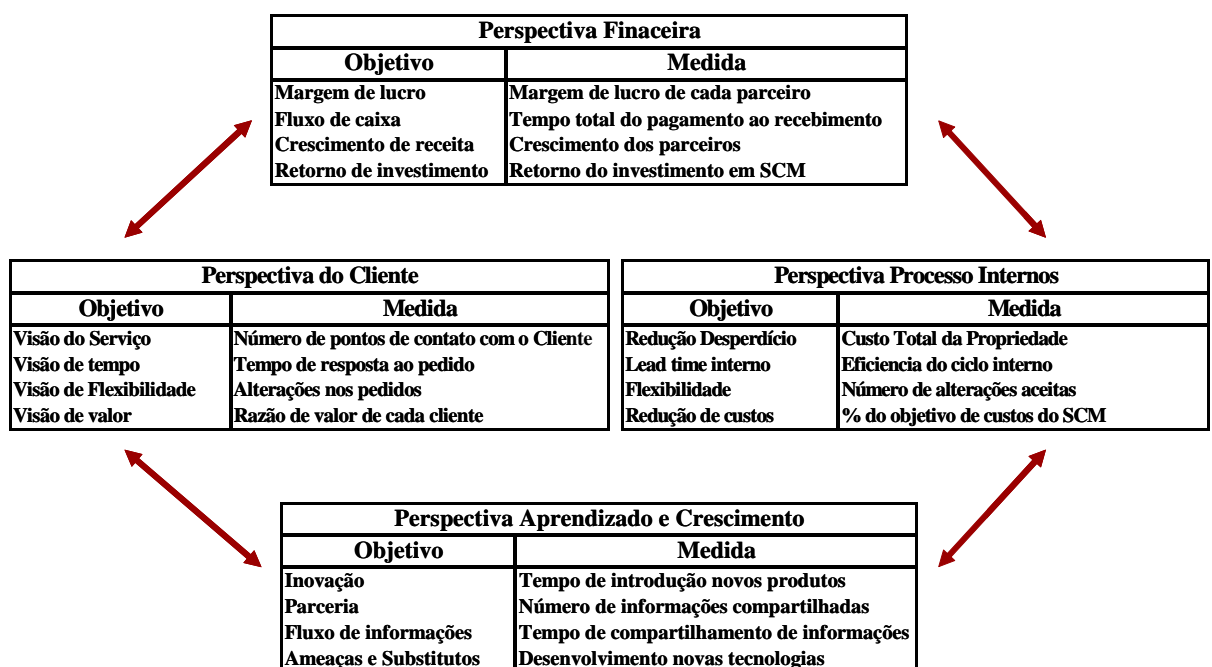 Perspectiva Finaceira
Objetivo Medida
Margem de lucro Margem de lucro de cada parceiro
Fluxo de caixa Tempo total do pagamento ao recebimento
Crescimento de receita Crescimento dos parceiros
Retorno de investimento Retorno do investimento em SCM
Perspectiva do Cliente
Objetivo Medida
Visão do Serviço Número de pontos de contato com o Cliente
Visão de tempo Tempo de resposta ao pedido
Visão de Flexibilidade Alterações nos pedidos
Visão de valor Razão de valor de cada cliente
Perspectiva Processo Internos
Objetivo Medida
Redução Desperdício Custo Total da Propriedade
Lead time interno Eficiencia do ciclo interno
Flexibilidade Número de alterações aceitas
Redução de custos % do objetivo de custos do SCM
Perspectiva Aprendizado e Crescimento
Objetivo Medida
Inovação Tempo de introdução novos produtos
Parceria Número de informações compartilhadas
Fluxo de informações Tempo de compartilhamento de informações
Ameaças e Substitutos Desenvolvimento novas tecnologias